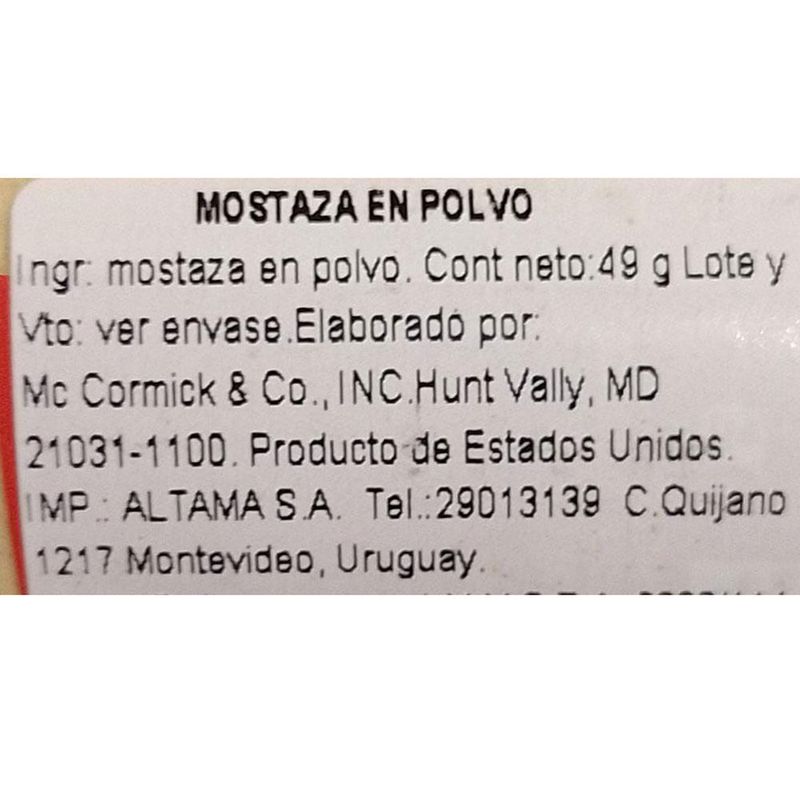 MOSTAZA EN POLVO
Ingr: mostaza en polvo. Cont neto:49 g Lote y
Vto: ver envase.Elaborado por:
Mc Cormick & Co., INC.Hunt Vally, MD
21031-1100. Producto de Estados Unidos.
IMP.: ALTAMA S.A. Tel.:29013139 C.Quijano
1217 Montevideo, Uruguay.